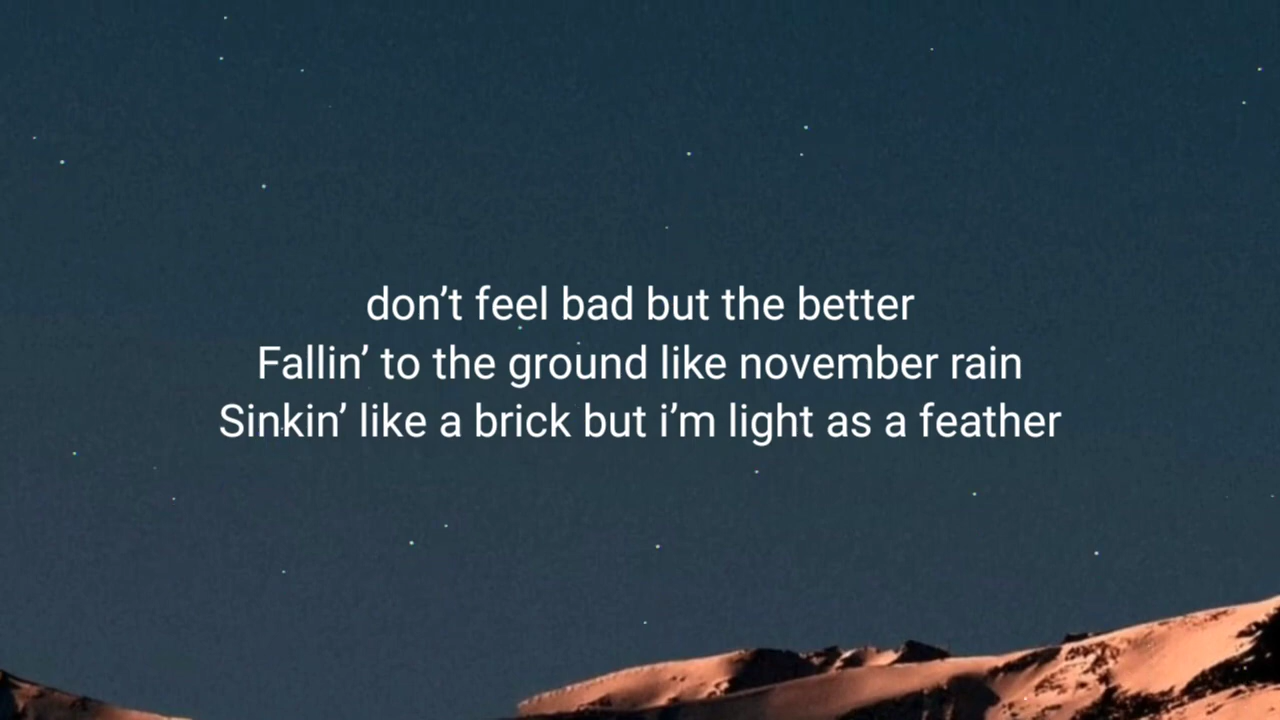 don’t feel bad but the better
Fallin’ to the ground like november rain
Sinkin’ like a brick but i’m light as a feather